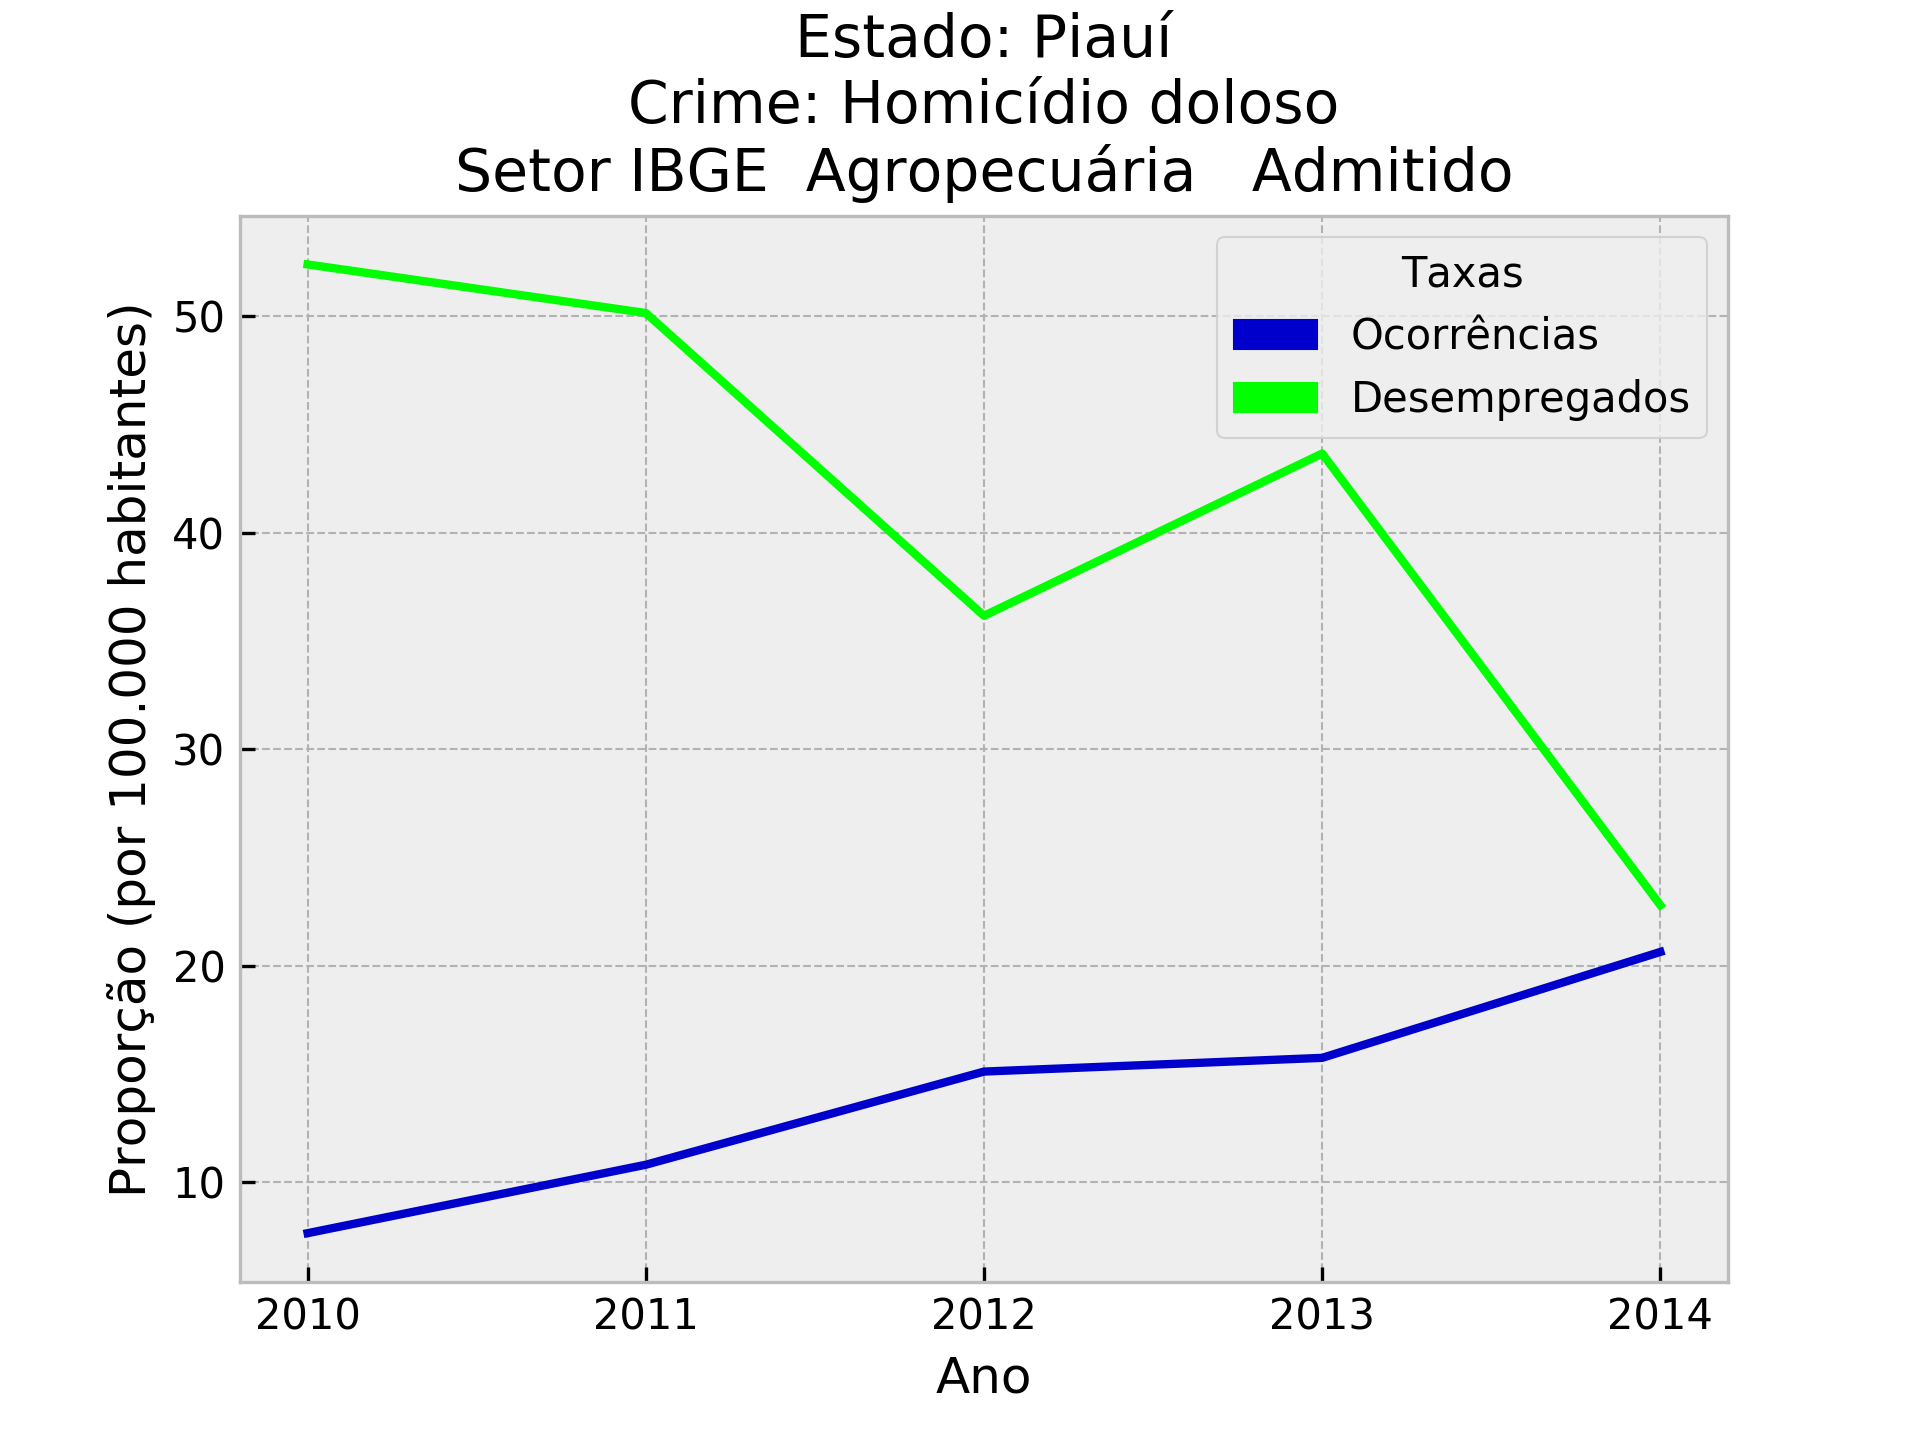 Estado: Piauí
Crime: Homicídio doloso
Setor IBGE  Agropecuária   Admitido
Taxas
Ocorrências
Desempregados
Proporção (por 100.000 habitantes)
50
40
30
20
10
2010
2011
2012
2013
2014
Ano